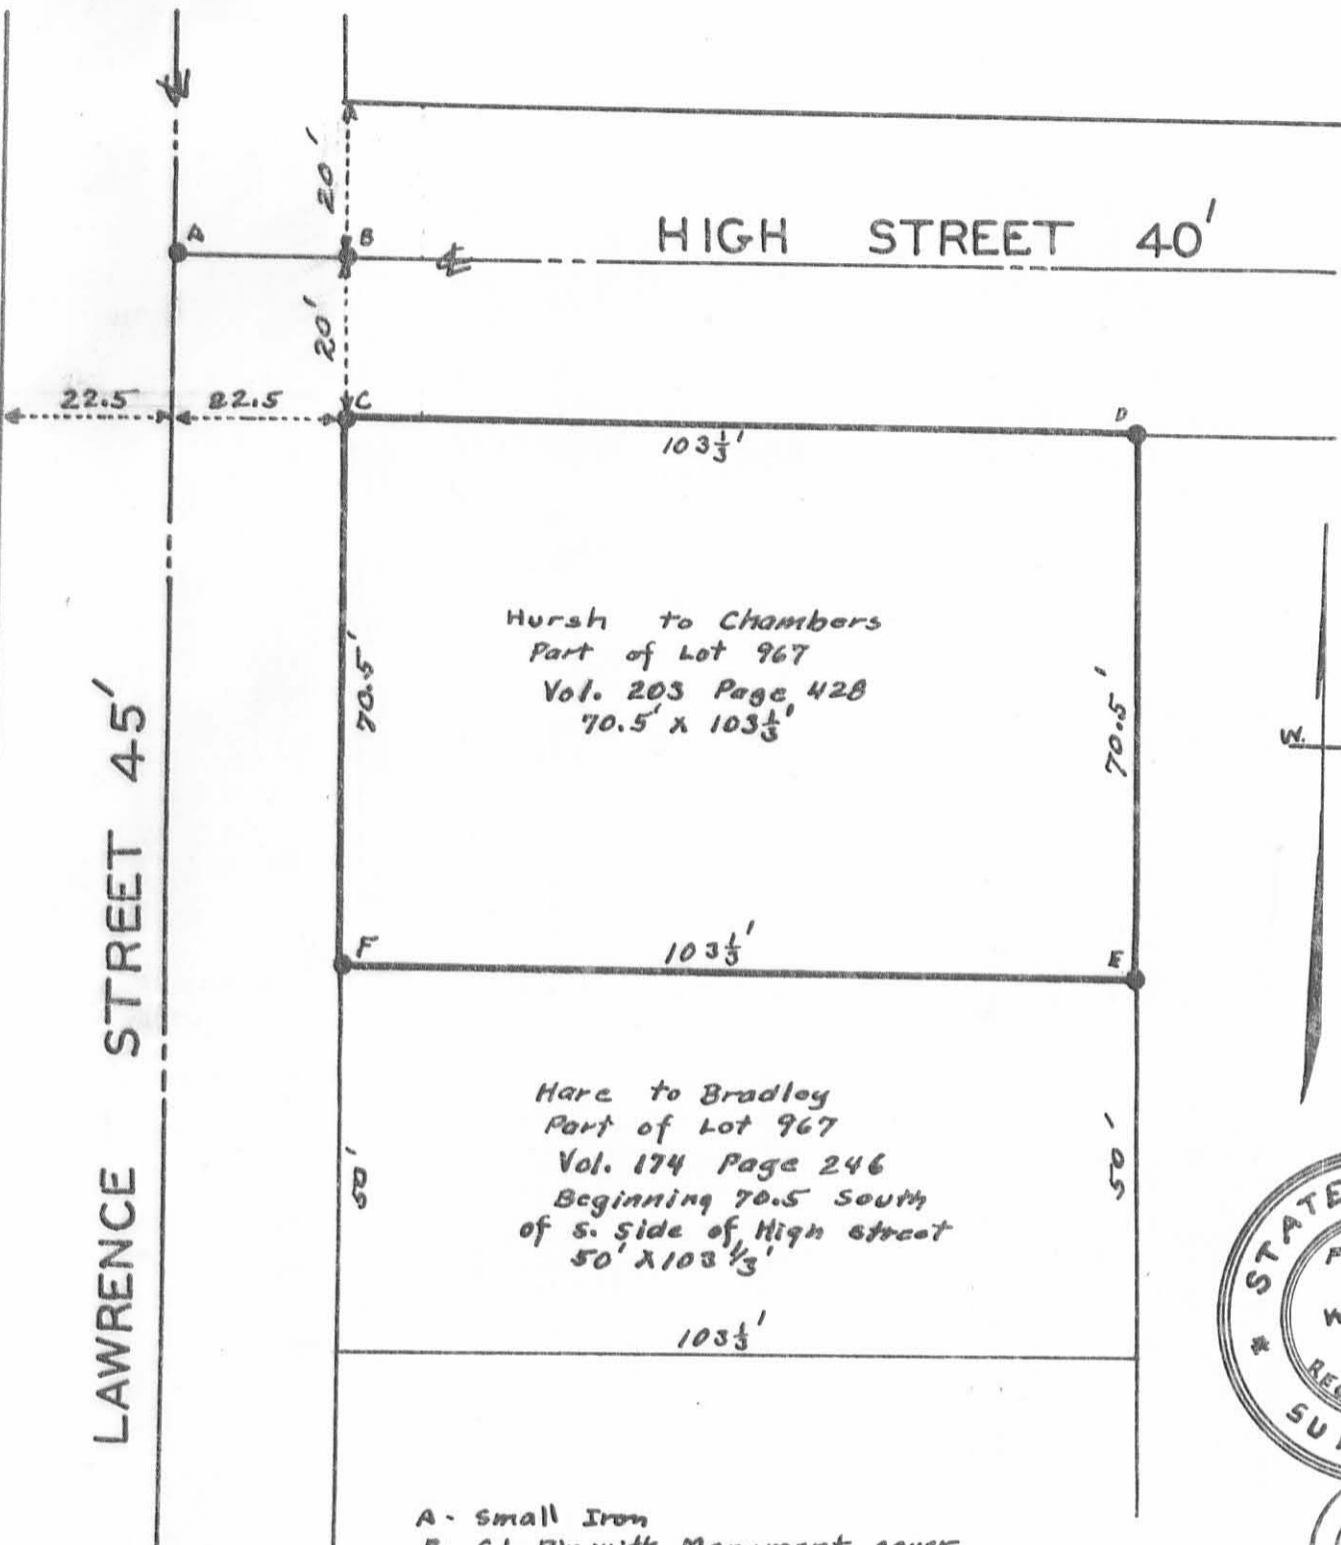 20'
A
B
HIGH STREET 40'
20'
22.5
22.5
C
D
103⅓'
Hursh to Chambers
Part of Lot 967
Vol. 203 Page 428
70.5' X 103⅓'
70.5'
70.5'
W.
LAWRENCE STREET 45'
F
103⅓'
E
Hare to Bradley
Part of Lot 967
Vol. 174 Page 246
Beginning 70.5 South
of S. Side of High Street
50' X 103⅓'
50'
50'
103⅓'
* STATE
SU
A - Small Iron